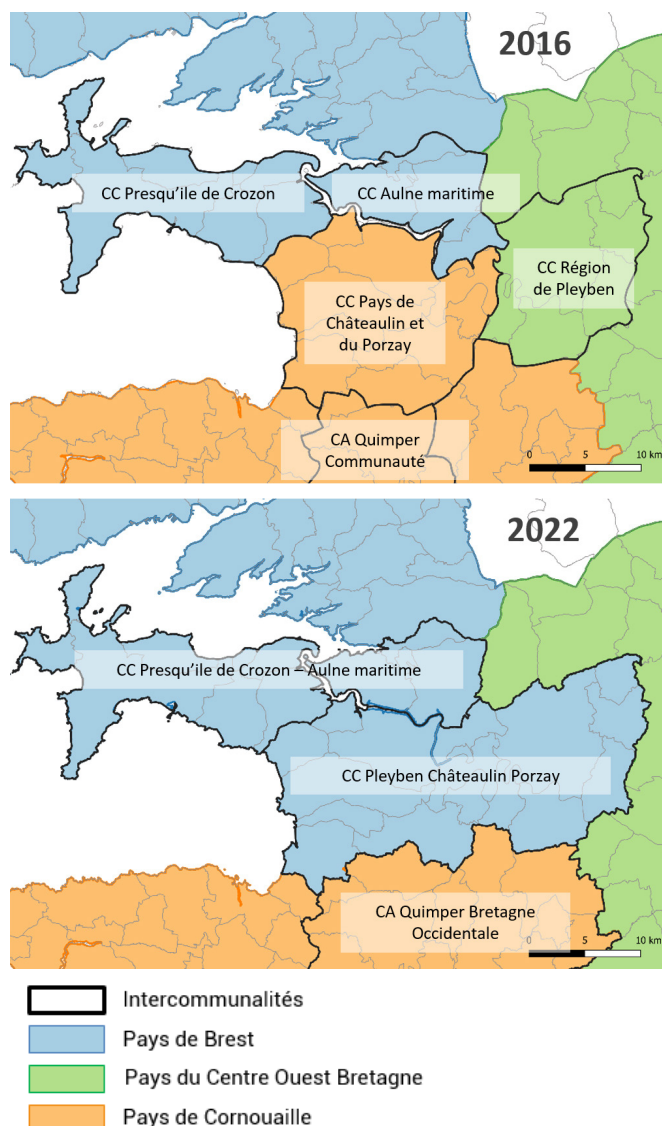 2016
CC Presqu'ile de Crozon
CC Aulne maritime
CC Région
de Pleyben
CC Pays de
Châteaulin et
du Porzay
CA Quimper
Communauté
0 5 10 km
2022
CC Presqu'ile de Crozon – Aulne maritime
CC Pleyben Châteaulin Porzay
CA Quimper Bretagne
Occidentale
0 5 10 km
Intercommunalités
Pays de Brest
Pays du Centre Ouest Bretagne
Pays de Cornouaille